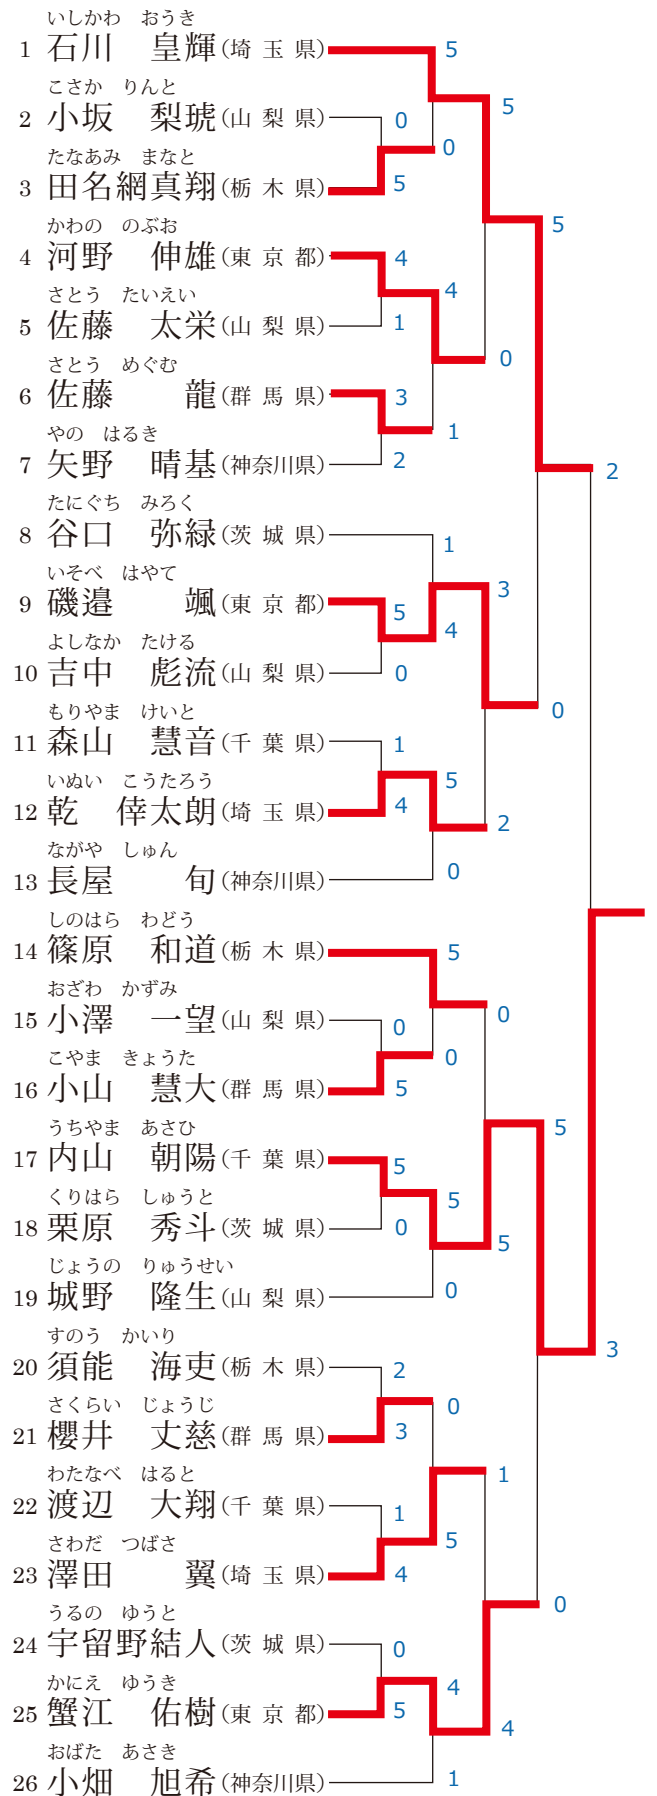 いしかわ　おうき
1 石川　皇輝(埼 玉 県)
5
こさか　りんと
2 小坂　梨琥(山 梨 県)
0
5
0
たなあみ　まなと
3 田名網真翔(栃 木 県)
5
かわの　のぶお
4 河野　伸雄(東 京 都)
4
5
さとう　たいえい
4
5 佐藤　太栄(山 梨 県)
1
さとう　めぐむ
0
6 佐藤　　龍(群 馬 県)
3
やの　はるき
1
7 矢野　晴基(神奈川県)
2
2
たにぐち　みろく
8 谷口　弥緑(茨 城 県)
1
いそべ　はやて
3
9 磯邉　　颯(東 京 都)
5
4
よしなか　たける
10 吉中　彪流(山 梨 県)
0
もりやま　けいと
0
11 森山　慧音(千 葉 県)
1
いぬい　こうたろう
5
12 乾　倖太朗(埼 玉 県)
4
2
ながや　しゅん
13 長屋　　旬(神奈川県)
0
しのはら　わどう
14 篠原　和道(栃 木 県)
5
おざわ　かずみ
15 小澤　一望(山 梨 県)
0
0
こやま　きょうた
0
16 小山　慧大(群 馬 県)
5
うちやま　あさひ
5
17 内山　朝陽(千 葉 県)
5
くりはら　しゅうと
5
18 栗原　秀斗(茨 城 県)
0
5
じょうの　りゅうせい
19 城野　隆生(山 梨 県)
0
すのう　かいり
3
20 須能　海吏(栃 木 県)
2
さくらい　じょうじ
0
21 櫻井　丈慈(群 馬 県)
3
わたなべ　はると
1
22 渡辺　大翔(千 葉 県)
1
さわだ　つばさ
5
23 澤田　　翼(埼 玉 県)
4
うるの　ゆうと
0
24 宇留野結人(茨 城 県)
0
かにえ　ゆうき
4
25 蟹江　佑樹(東 京 都)
5
4
おばた　あさき
26 小畑　旭希(神奈川県)
1